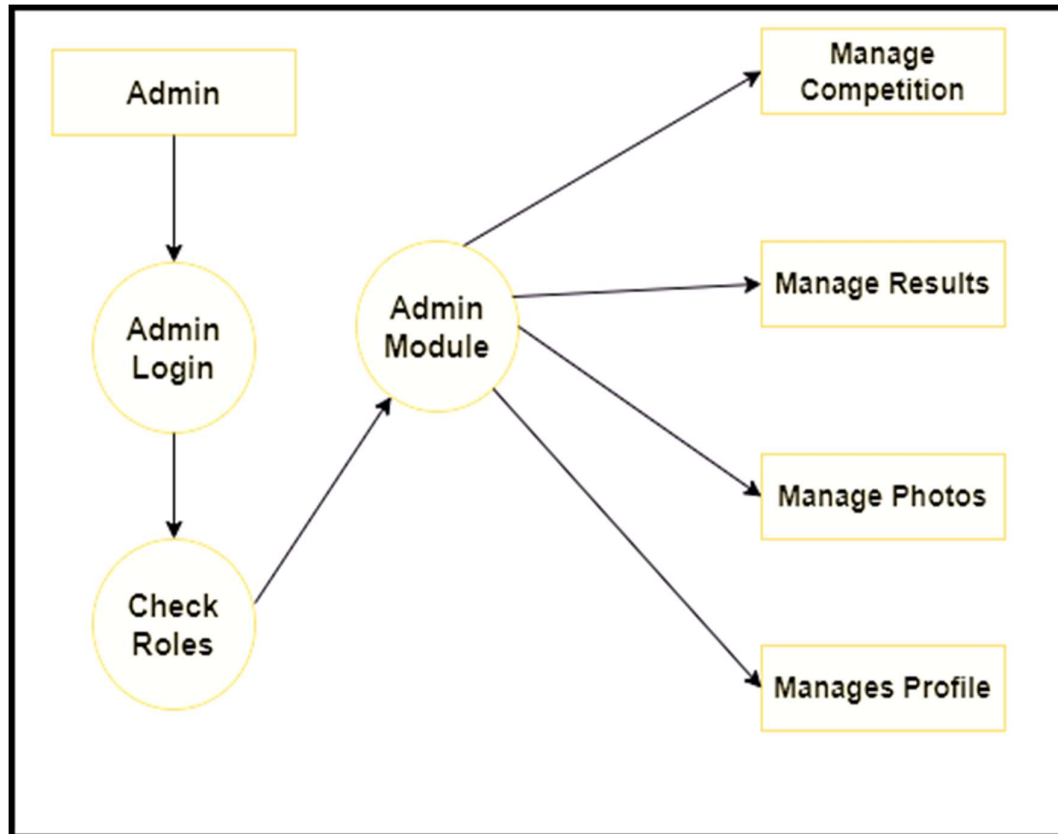 Admin
Admin
Login
Check
Roles
Admin
Module
Manage
Competition
Manage Results
Manage Photos
Manages Profile